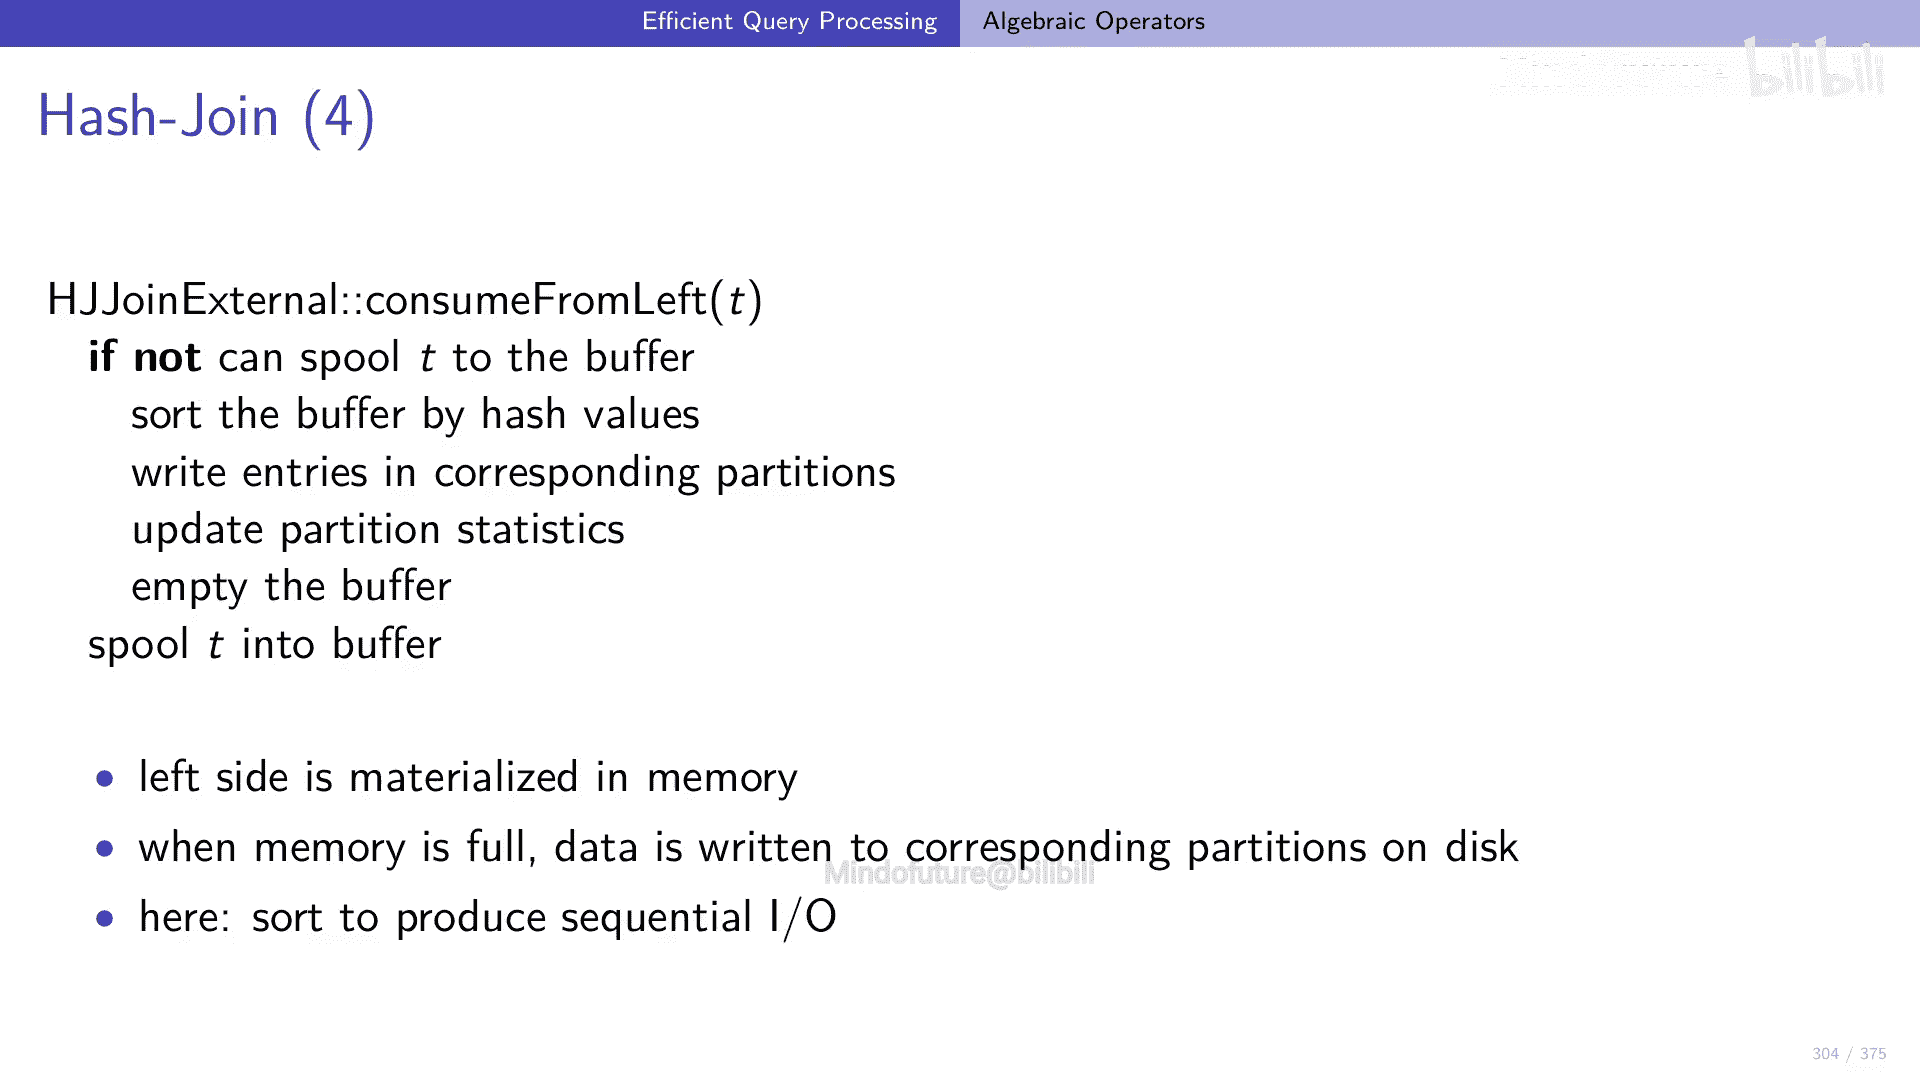 Efficient Query Processing Algebraic Operators
bilibili
Hash-Join (4)
HJJoinExternal::consumeFromLeft(t)
if not can spool t to the buffer
sort the buffer by hash values
write entries in corresponding partitions
update partition statistics
empty the buffer
spool t into buffer
• left side is materialized in memory
• when memory is full, data is written to corresponding partitions on disk
Mindofuture@bilibili
• here: sort to produce sequential I/O
304 / 375